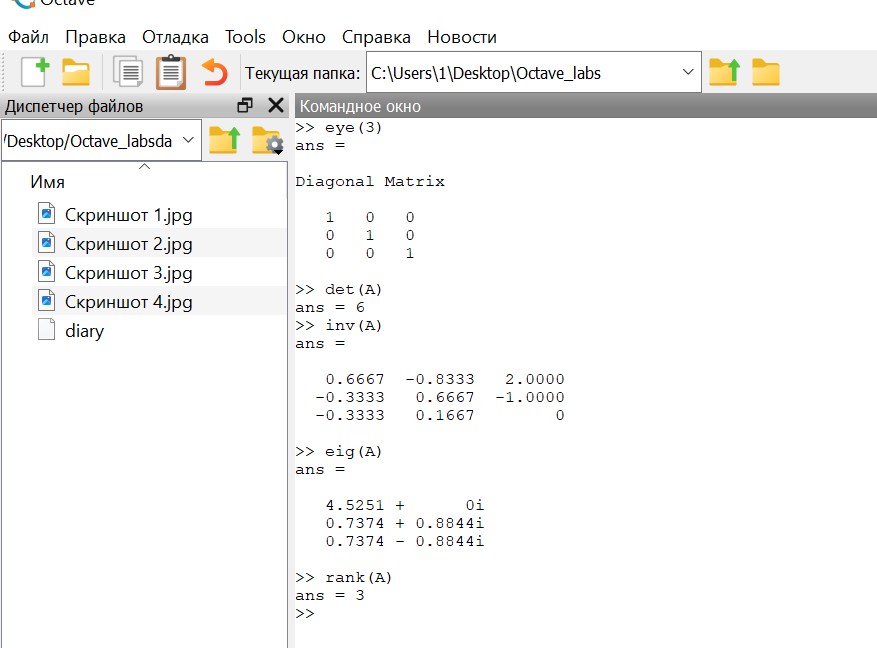 Octave
Файл Правка Отладка Tools Окно Справка Новости
Текущая папка: C:\Users\1\Desktop\Octave_labs
Диспетчер файлов
/Desktop/Octave_labsda
Имя
Скриншот 1.jpg
Скриншот 2.jpg
Скриншот 3.jpg
Скриншот 4.jpg
diary
Командное окно
>> eye(3)
ans =
Diagonal Matrix
1 0 0
0 1 0
0 0 1
>> det(A)
ans = 6
>> inv(A)
ans =
0.6667 -0.8333 2.0000
-0.3333 0.6667 -1.0000
-0.3333 0.1667 0
>> eig(A)
ans =
4.5251 + 0i
0.7374 + 0.8844i
0.7374 - 0.8844i
>> rank(A)
ans = 3
>>